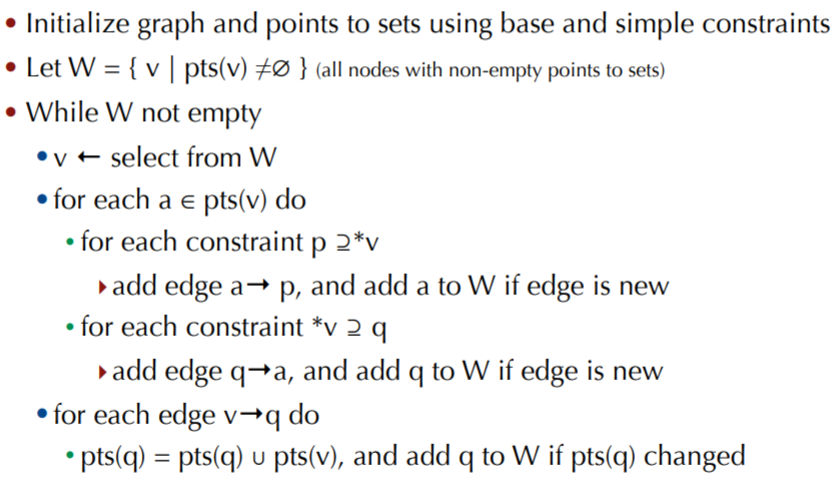 • Initialize graph and points to sets using base and simple constraints
• Let W = { v | pts(v) ≠∅ } (all nodes with non-empty points to sets)
• While W not empty
• v ← select from W
• for each a ∈ pts(v) do
• for each constraint p ⊇*v
▸ add edge a→ p, and add a to W if edge is new
• for each constraint *v ⊇ q
▸ add edge q→a, and add q to W if edge is new
• for each edge v→q do
• pts(q) = pts(q) ∪ pts(v), and add q to W if pts(q) changed